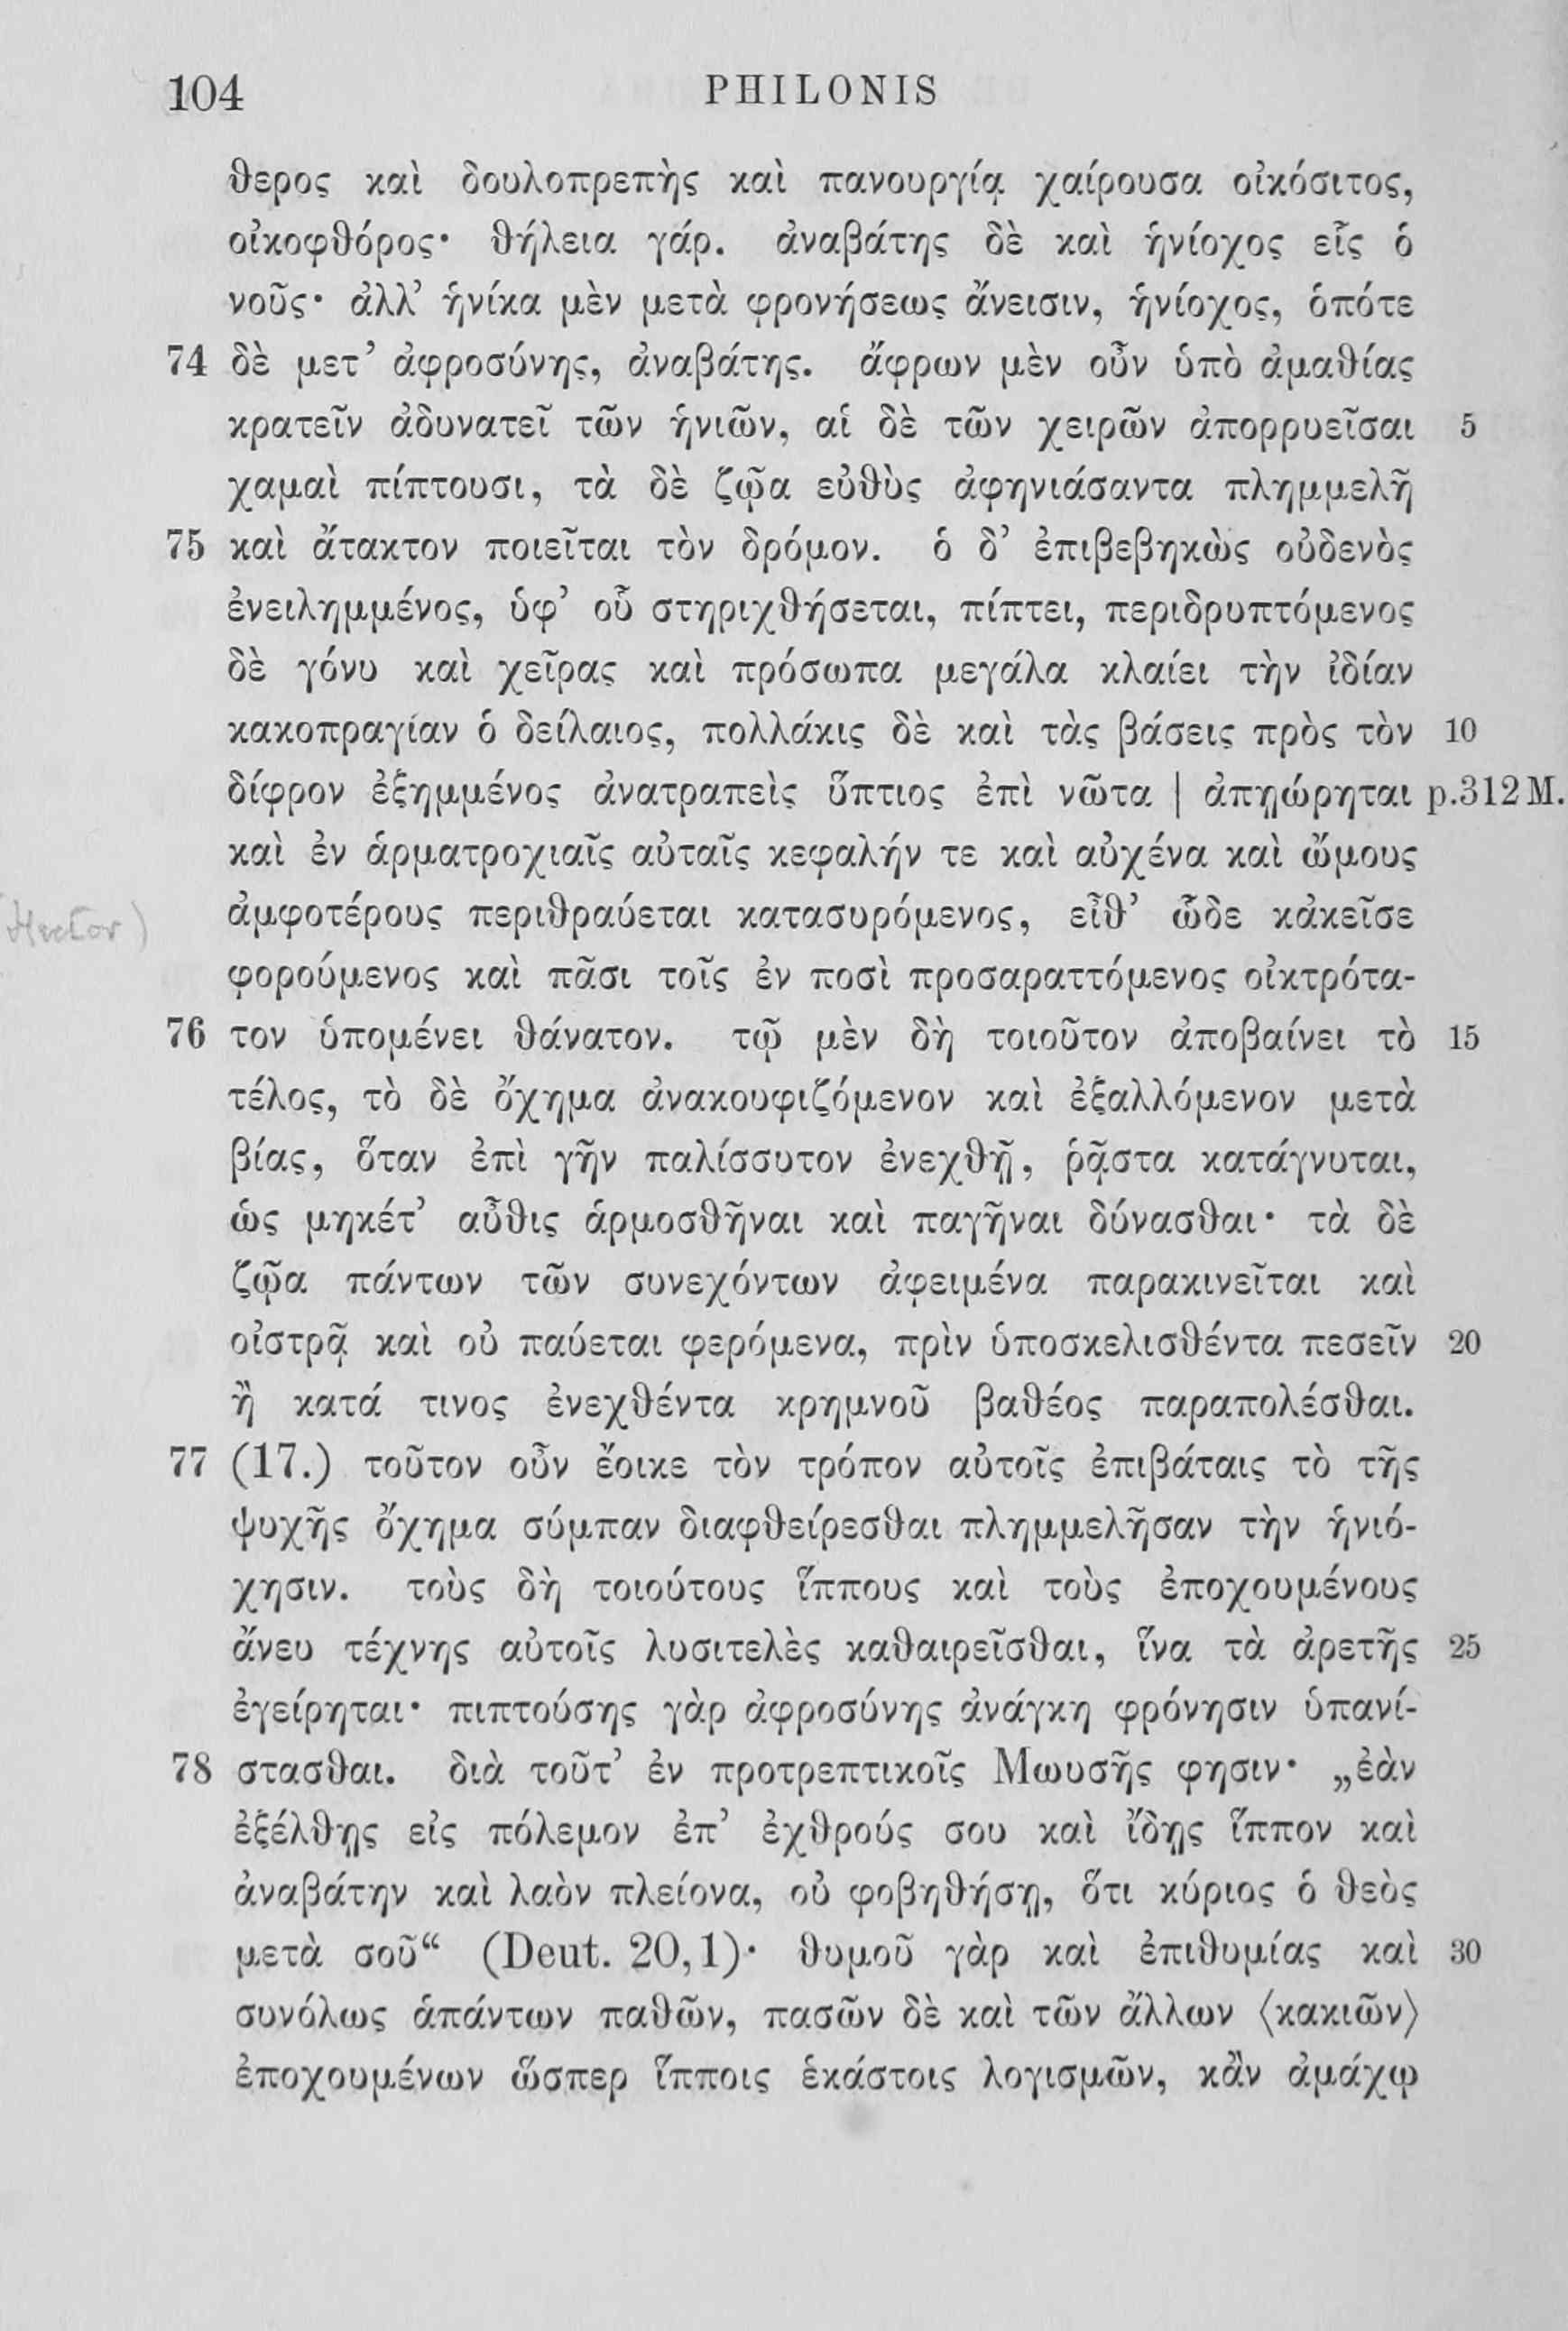 104 PHILONIS
θερος καὶ δουλοπρεπὴς καὶ πανουργίᾳ χαίρουσα οἰκόσιτος,
οἰκοφθόρος· θήλεια γάρ. ἀναβάτης δὲ καὶ ἡνίοχος εἷς ὁ
νοῦς· ἀλλ’ ἡνίκα μὲν μετὰ φρονήσεως ἄνεισιν, ἡνίοχος, ὁπότε
74 δὲ μετ’ ἀφροσύνης, ἀναβάτης. ἄφρων μὲν οὖν ὑπὸ ἀμαθίας
κρατεῖν ἀδυνατεῖ τῶν ἡνιῶν, αἱ δὲ τῶν χειρῶν ἀπορρυεῖσαι 5
χαμαὶ πίπτουσι, τὰ δὲ ζῷα εὐθὺς ἀφηνιάσαντα πλημμελῆ
75 καὶ ἄτακτον ποιεῖται τὸν δρόμον. ὁ δ’ ἐπιβεβηκὼς οὐδενὸς
ἐνειλημμένος, ὑφ’ οὗ στηριχθήσεται, πίπτει, περιδρυπτόμενος
δὲ γόνυ καὶ χεῖρας καὶ πρόσωπα μεγάλα κλαίει τὴν ἰδίαν
κακοπραγίαν ὁ δείλαιος, πολλάκις δὲ καὶ τὰς βάσεις πρὸς τὸν 10
δίφρον ἐξημμένος ἀνατραπεὶς ὕπτιος ἐπὶ νῶτα | ἀπῃώρηται p.312 M.
καὶ ἐν ἁρματροχιαῖς αὐταῖς κεφαλήν τε καὶ αὐχένα καὶ ὤμους
(Hector) ἀμφοτέρους περιθραύεται κατασυρόμενος, εἶθ’ ὧδε κἀκεῖσε
φορούμενος καὶ πᾶσι τοῖς ἐν ποσὶ προσαραττόμενος οἰκτρότα-
76 τον ὑπομένει θάνατον. τῷ μὲν δὴ τοιοῦτον ἀποβαίνει τὸ 15
τέλος, τὸ δὲ ὄχημα ἀνακουφιζόμενον καὶ ἐξαλλόμενον μετὰ
βίας, ὅταν ἐπὶ γῆν παλίσσυτον ἐνεχθῇ, ῥᾷστα κατάγνυται,
ὡς μηκέτ’ αὖθις ἁρμοσθῆναι καὶ παγῆναι δύνασθαι· τὰ δὲ
ζῷα πάντων τῶν συνεχόντων ἀφειμένα παρακινεῖται καὶ
οἰστρᾷ καὶ οὐ παύεται φερόμενα, πρὶν ὑποσκελισθέντα πεσεῖν 20
ἢ κατά τινος ἐνεχθέντα κρημνοῦ βαθέος παραπολέσθαι.
77 (17.) τοῦτον οὖν ἔοικε τὸν τρόπον αὐτοῖς ἐπιβάταις τὸ τῆς
ψυχῆς ὄχημα σύμπαν διαφθείρεσθαι πλημμελῆσαν τὴν ἡνιό-
χησιν. τοὺς δὴ τοιούτους ἵππους καὶ τοὺς ἐποχουμένους
ἄνευ τέχνης αὐτοῖς λυσιτελὲς καθαιρεῖσθαι, ἵνα τὰ ἀρετῆς 25
ἐγείρηται· πιπτούσης γὰρ ἀφροσύνης ἀνάγκη φρόνησιν ὑπανί-
78 στασθαι. διὰ τοῦτ’ ἐν προτρεπτικοῖς Μωυσῆς φησιν· „ἐὰν
ἐξέλθῃς εἰς πόλεμον ἐπ’ ἐχθρούς σου καὶ ἴδῃς ἵππον καὶ
ἀναβάτην καὶ λαὸν πλείονα, οὐ φοβηθήσῃ, ὅτι κύριος ὁ θεὸς
μετὰ σοῦ“ (Deut. 20,1)· θυμοῦ γὰρ καὶ ἐπιθυμίας καὶ 30
συνόλως ἁπάντων παθῶν, πασῶν δὲ καὶ τῶν ἄλλων ⟨κακιῶν⟩
ἐποχουμένων ὥσπερ ἵπποις ἑκάστοις λογισμῶν, κἂν ἀμάχῳ